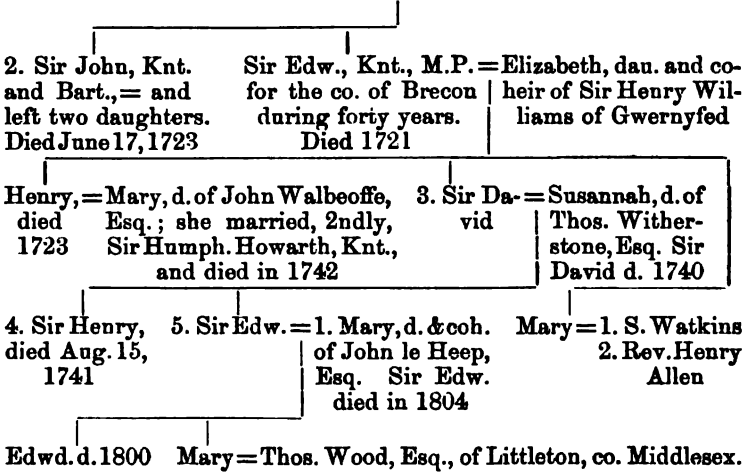 2. Sir John, Knt.
and Bart.,= and
left two daughters.
Died June 17, 1723
Sir Edw., Knt., M.P.=Elizabeth, dau. and co-
for the co. of Brecon heir of Sir Henry Wil-
during forty years. liams of Gwernyfed
Died 1721
Henry,=Mary, d. of John Walbeoffe,
died Esq.; she married, 2ndly,
1723 Sir Humph. Howarth, Knt.,
and died in 1742
3. Sir Da-=Susannah, d. of
vid Thos. Wither-
stone, Esq. Sir
David d. 1740
4. Sir Henry,
died Aug. 15,
1741
5. Sir Edw.=1. Mary, d. & coh.
of John le Heep,
Esq. Sir Edw.
died in 1804
Mary=1. S. Watkins
2. Rev. Henry
Allen
Edwd. d. 1800 Mary=Thos. Wood, Esq., of Littleton, co. Middlesex.